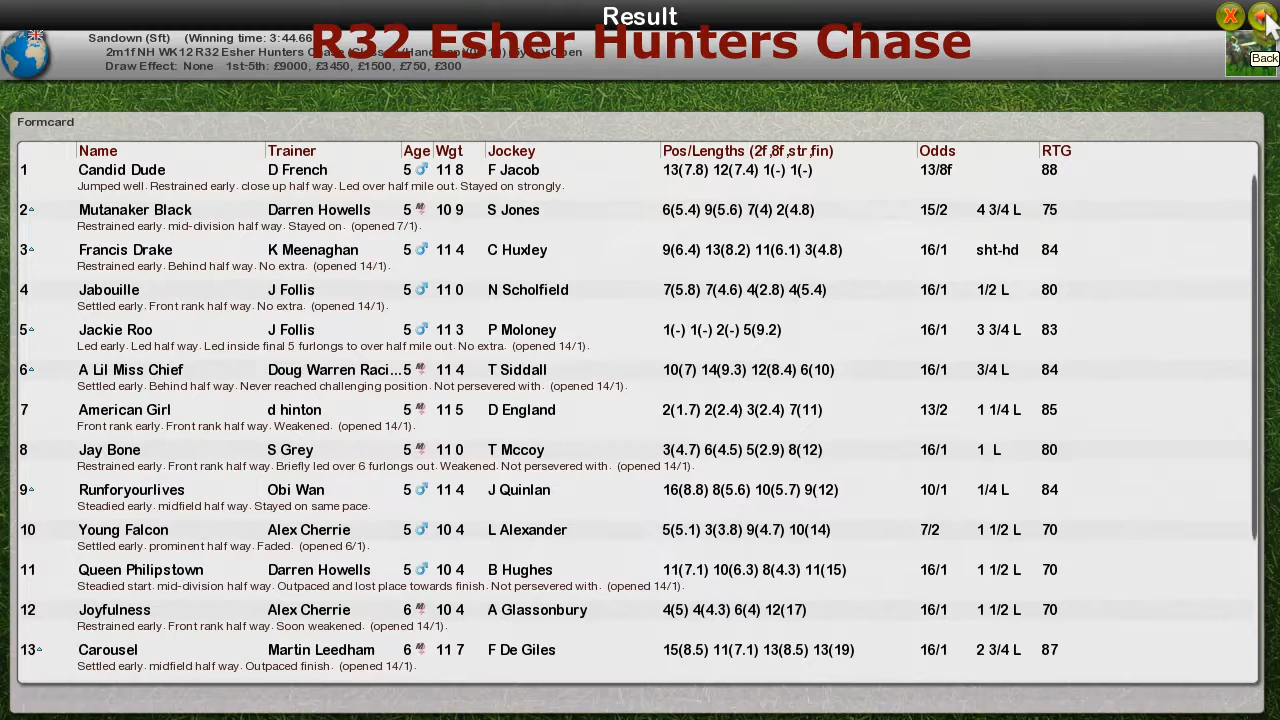 Result
R32 Esher Hunters Chase
Sandown (Sft) (Winning time: 3:44.66
2m1f NH WK12 R32 Esher Hunters Open
Draw Effect: None 1st-5th: £9000, £3450, £1500, £750, £300
Back
Formcard
Name Trainer Age Wgt Jockey Pos/Lengths (2f,8f,str,fin) Odds RTG
1 Candid Dude D French 5 11 8 F Jacob 13(7.8) 12(7.4) 1(-) 1(-) 13/8f 88
Jumped well. Restrained early. close up half way. Led over half mile out. Stayed on strongly.
2 Mutanaker Black Darren Howells 5 10 9 S Jones 6(5.4) 9(5.6) 7(4) 2(4.8) 15/2 4 3/4 L 75
Restrained early. mid-division half way. Stayed on. (opened 7/1).
3 Francis Drake K Meenaghan 5 11 4 C Huxley 9(6.4) 13(8.2) 11(6.1) 3(4.8) 16/1 sht-hd 84
Restrained early. Behind half way. No extra. (opened 14/1).
4 Jabouille J Follis 5 11 0 N Scholfield 7(5.8) 7(4.6) 4(2.8) 4(5.4) 16/1 1/2 L 80
Settled early. Front rank half way. No extra. (opened 14/1).
5 Jackie Roo J Follis 5 11 3 P Moloney 1(-) 1(-) 2(-) 5(9.2) 16/1 3 3/4 L 83
Led early. Led half way. Led inside final 5 furlongs to over half mile out. No extra. (opened 14/1).
6 A Lil Miss Chief Doug Warren Raci... 5 11 4 T Siddall 10(7) 14(9.3) 12(8.4) 6(10) 16/1 3/4 L 84
Settled early. Behind half way. Never reached challenging position. Not persevered with. (opened 14/1).
7 American Girl d hinton 5 11 5 D England 2(1.7) 2(2.4) 3(2.4) 7(11) 13/2 1 1/4 L 85
Front rank early. Front rank half way. Weakened. (opened 14/1).
8 Jay Bone S Grey 5 11 0 T Mccoy 3(4.7) 6(4.5) 5(2.9) 8(12) 16/1 1 L 80
Restrained early. Front rank half way. Briefly led over 6 furlongs out. Weakened. Not persevered with. (opened 14/1).
9 Runforyourlives Obi Wan 5 11 4 J Quinlan 16(8.8) 8(5.6) 10(5.7) 9(12) 10/1 1/4 L 84
Steadied early. midfield half way. Stayed on same pace.
10 Young Falcon Alex Cherrie 5 10 4 L Alexander 5(5.1) 3(3.8) 9(4.7) 10(14) 7/2 1 1/2 L 70
Settled early. prominent half way. Faded. (opened 6/1).
11 Queen Philipstown Darren Howells 5 10 4 B Hughes 11(7.1) 10(6.3) 8(4.3) 11(15) 16/1 1 1/2 L 70
Steadied start. mid-division half way. Outpaced and lost place towards finish. Not persevered with. (opened 14/1).
12 Joyfulness Alex Cherrie 6 10 4 A Glassonbury 4(5) 4(4.3) 6(4) 12(17) 16/1 1 1/2 L 70
Restrained early. Front rank half way. Soon weakened. (opened 14/1).
13 Carousel Martin Leedham 6 11 7 F De Giles 15(8.5) 11(7.1) 13(8.5) 13(19) 16/1 2 3/4 L 87
Settled early. midfield half way. Outpaced finish. (opened 14/1).